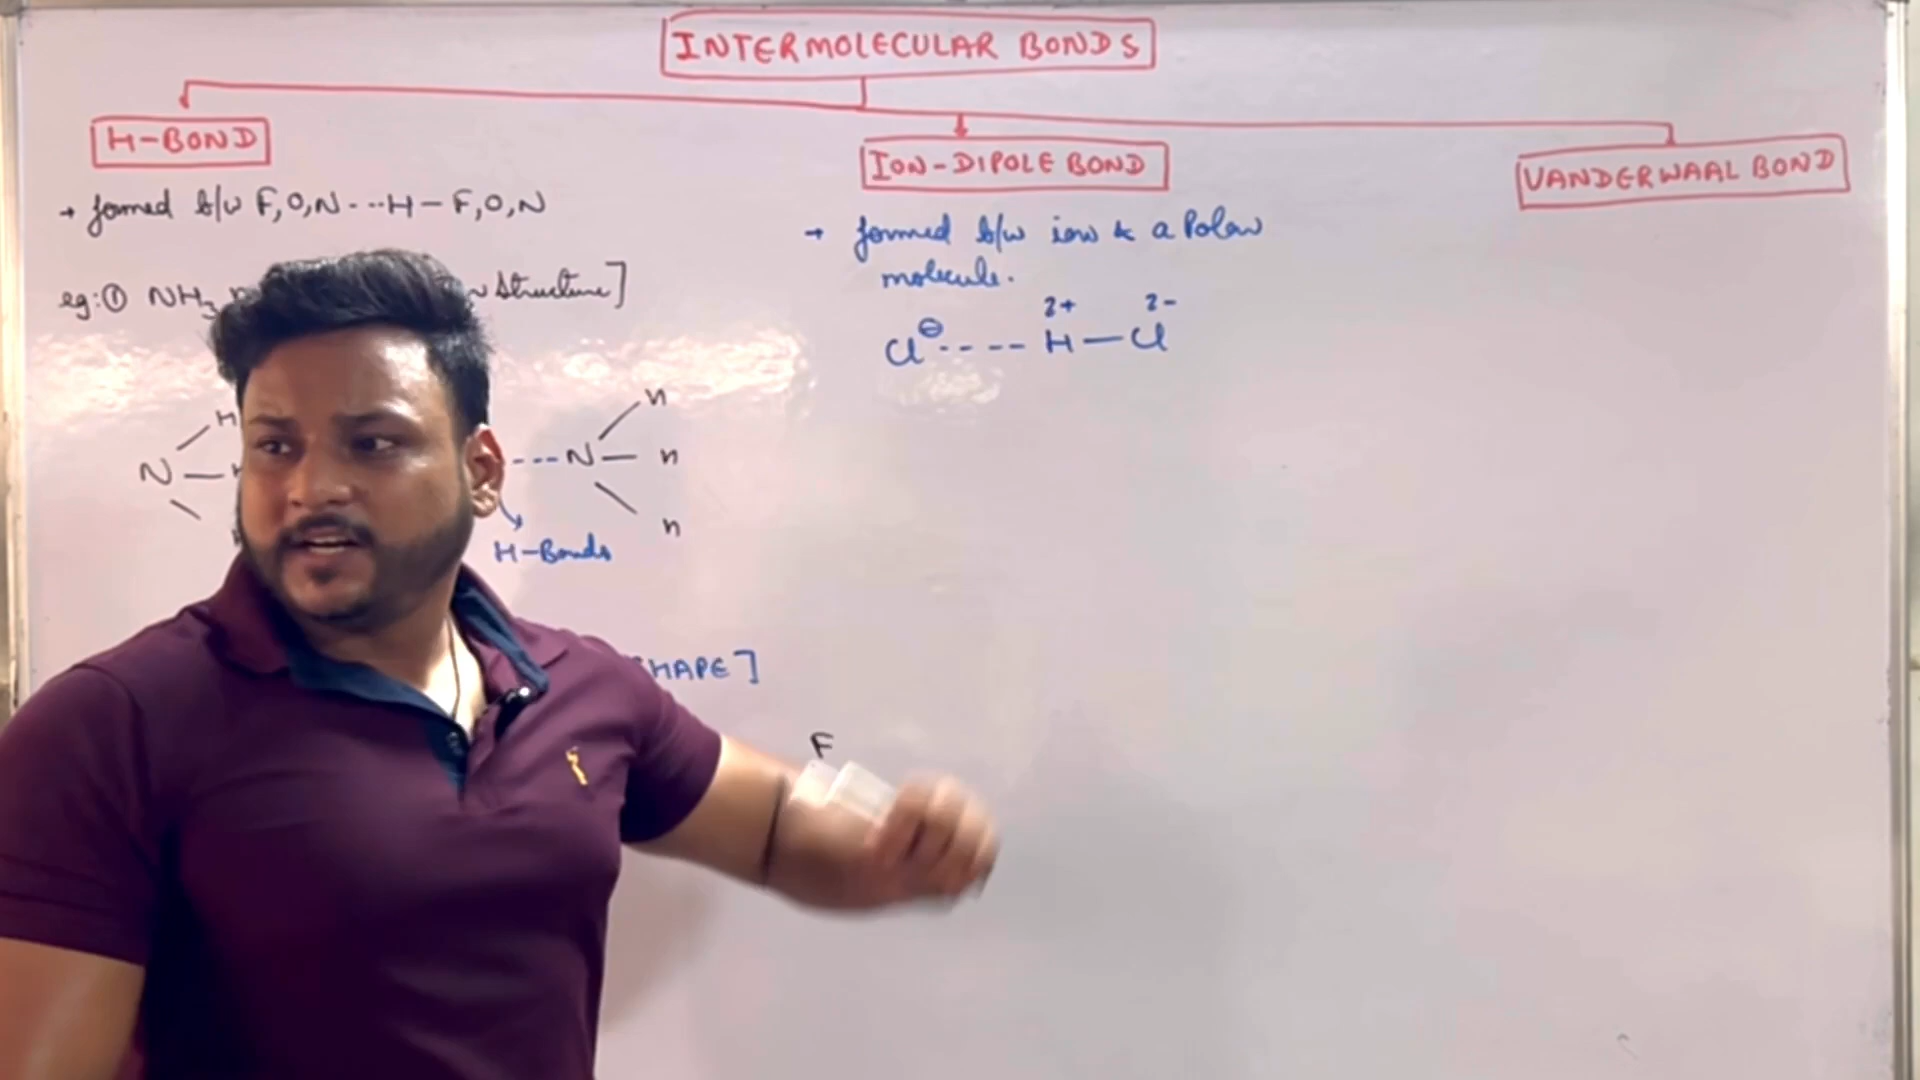 INTERMOLECULAR BONDS
H-BOND
→ formed b/w F,O,N---H-F,O,N
eg:① NH₃
Structure]
H
N
---N
n
n
n
H-Bonds
HAPE]
F
ION-DIPOLE BOND
→ formed b/w ion & a Polar
molecule.
δ+ δ-
Cl⊖----H-Cl
VANDERWAAL BOND